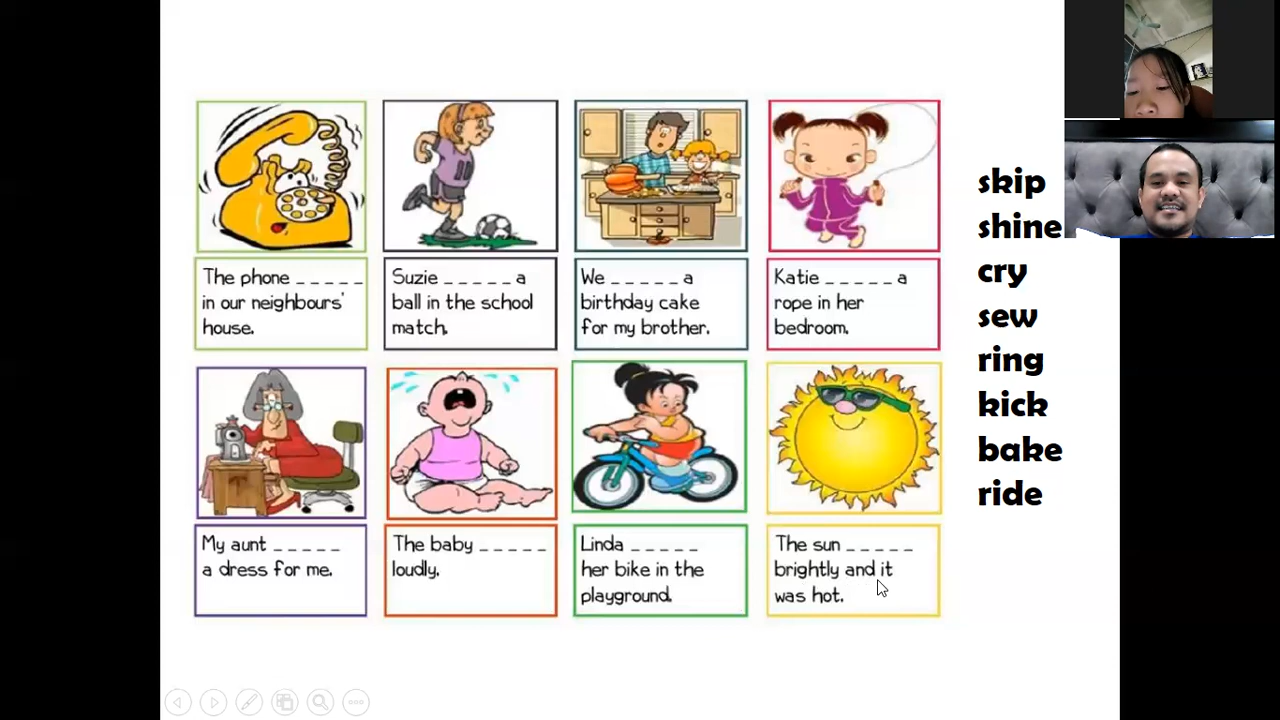 The phone _ _ _ _ _
in our neighbours'
house.
Suzie _ _ _ _ _ a
ball in the school
match.
We _ _ _ _ _ a
birthday cake
for my brother.
Katie _ _ _ _ _ a
rope in her
bedroom.
My aunt _ _ _ _ _
a dress for me.
The baby _ _ _ _ _
loudly.
Linda _ _ _ _ _
her bike in the
playground.
The sun _ _ _ _ _
brightly and it
was hot.
skip
shine
cry
sew
ring
kick
bake
ride